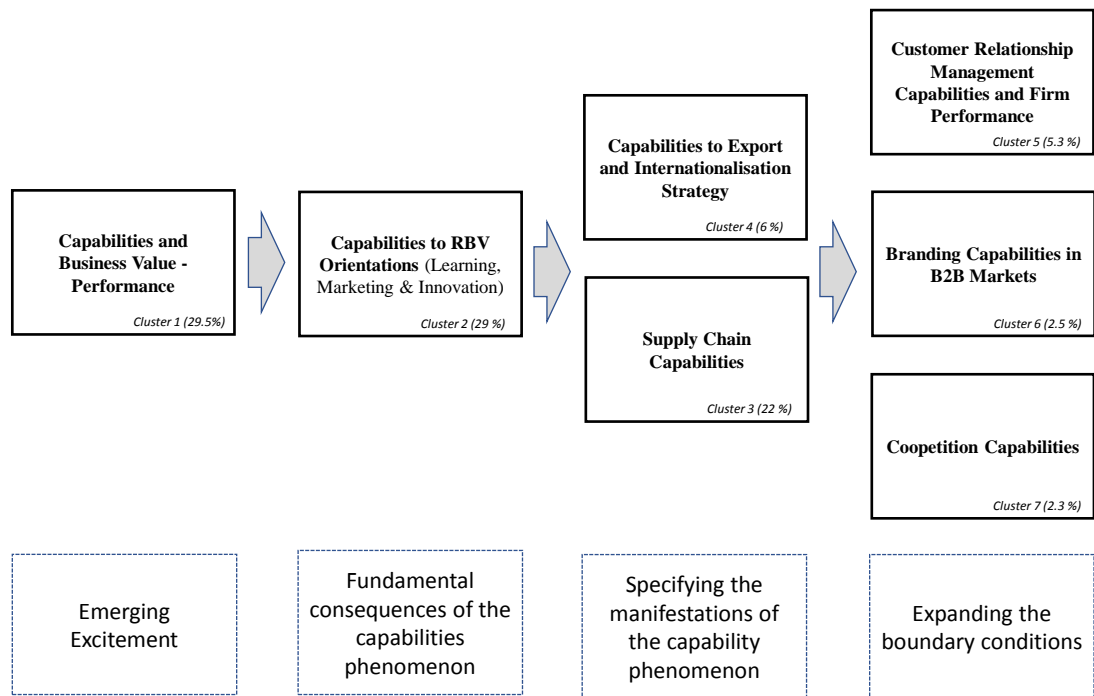 Capabilities and
Business Value -
Performance
Cluster 1 (29.5%)
Capabilities to RBV
Orientations (Learning,
Marketing & Innovation)
Cluster 2 (29 %)
Capabilities to Export
and Internationalisation
Strategy
Cluster 4 (6 %)
Supply Chain
Capabilities
Cluster 3 (22 %)
Customer Relationship
Management
Capabilities and Firm
Performance
Cluster 5 (5.3 %)
Branding Capabilities in
B2B Markets
Cluster 6 (2.5 %)
Coopetition Capabilities
Cluster 7 (2.3 %)
Emerging
Excitement
Fundamental
consequences of the
capabilities
phenomenon
Specifying the
manifestations of
the capability
phenomenon
Expanding the
boundary conditions